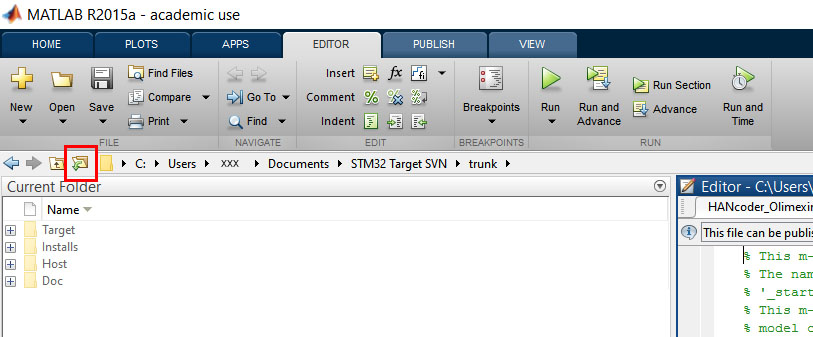 MATLAB R2015a - academic use
HOME PLOTS APPS EDITOR PUBLISH VIEW
New Open Save Find Files Compare Print
Go To Find
Insert fx Comment % Indent
Breakpoints
Run Run and Advance Run Section Advance Run and Time
FILE NAVIGATE EDIT BREAKPOINTS RUN
C: Users xxx Documents STM32 Target SVN trunk
Current Folder
Name
Target
Installs
Host
Doc
Editor - C:\Users
HANcoder_Olimexin
This file can be publis
% This m-
% The nam
% '_start
% This m-
% model c